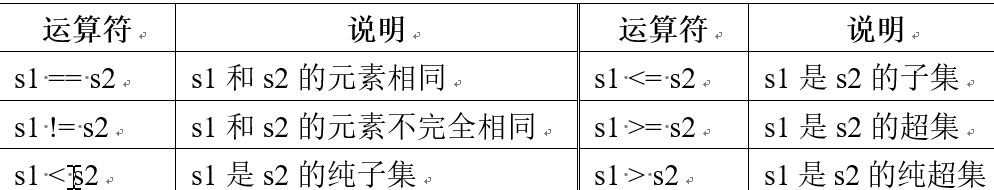 运算符 说明 运算符 说明
s1 == s2 s1 和 s2 的元素相同 s1 <= s2 s1 是 s2 的子集
s1 != s2 s1 和 s2 的元素不完全相同 s1 >= s2 s1 是 s2 的超集
s1 < s2 s1 是 s2 的纯子集 s1 > s2 s1 是 s2 的纯超集